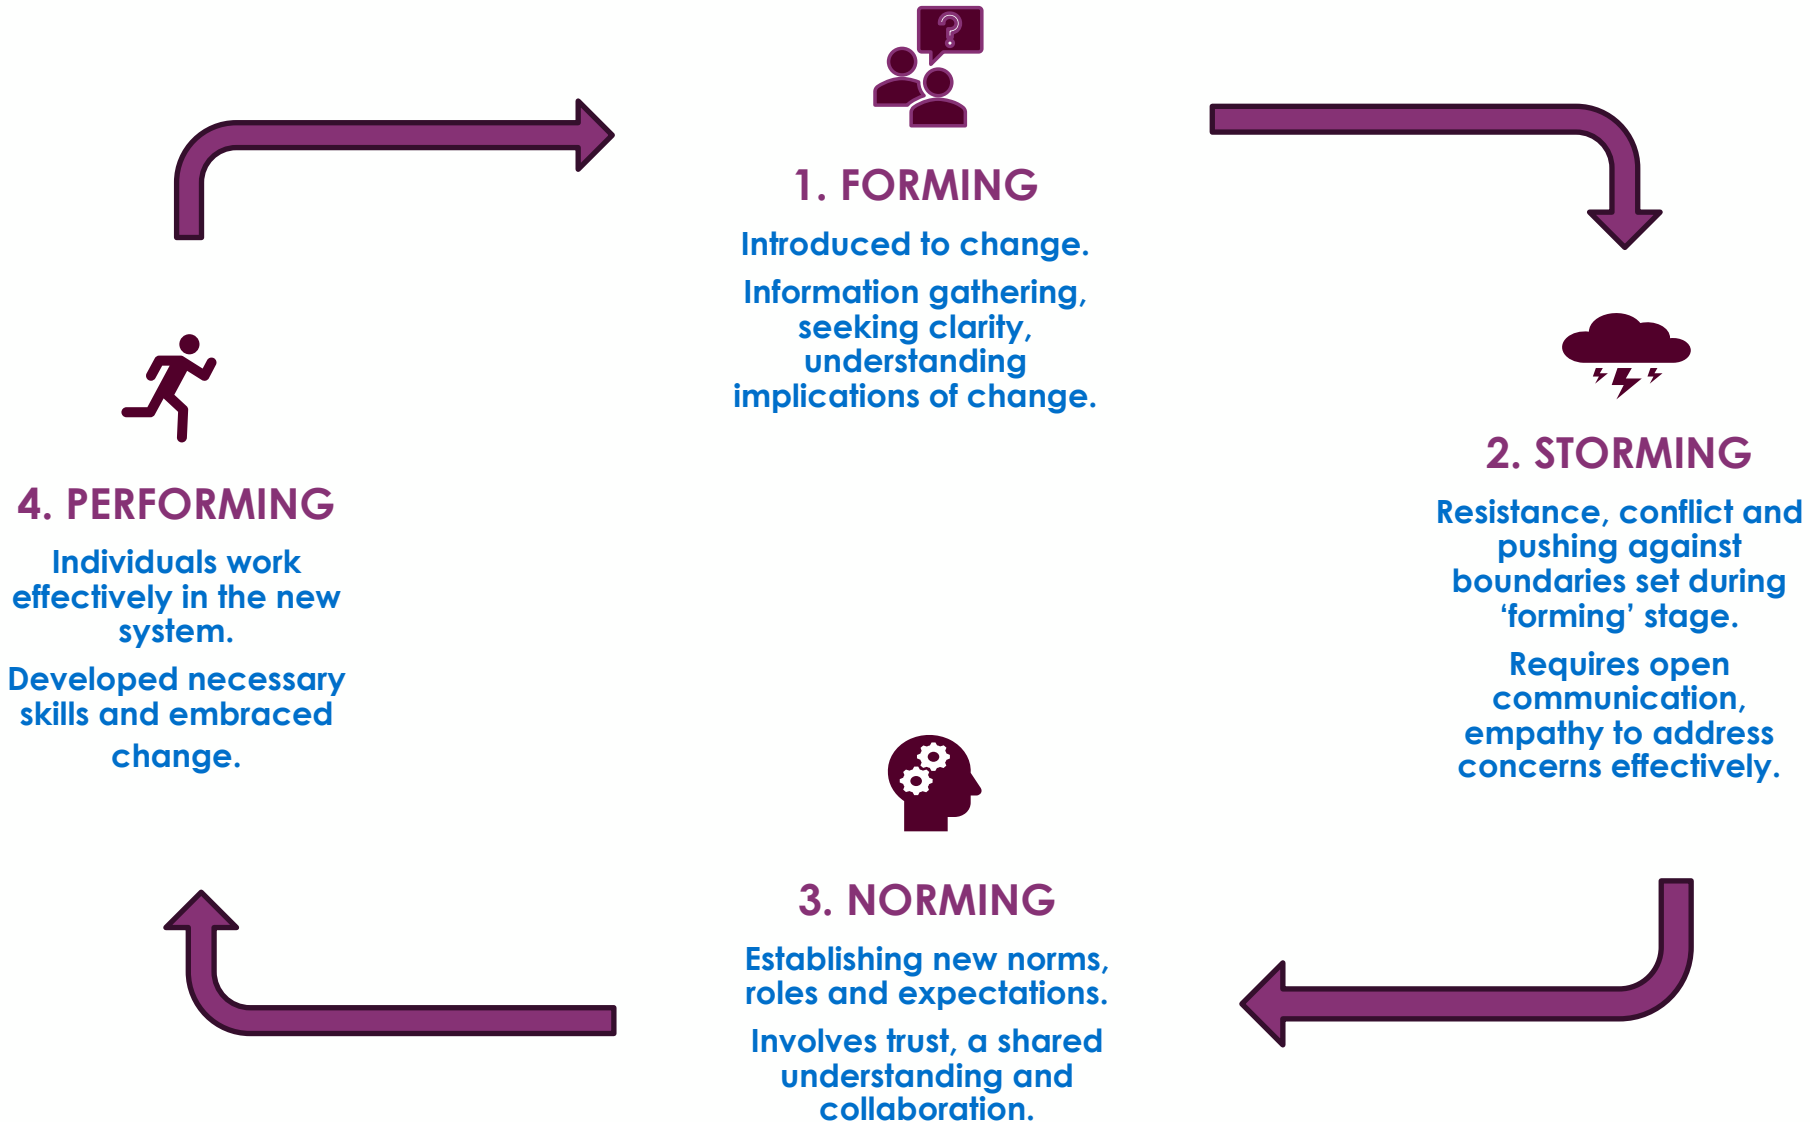 ?
1. FORMING
Introduced to change.
Information gathering,
seeking clarity,
understanding
implications of change.
2. STORMING
Resistance, conflict and
pushing against
boundaries set during
‘forming’ stage.
Requires open
communication,
empathy to address
concerns effectively.
3. NORMING
Establishing new norms,
roles and expectations.
Involves trust, a shared
understanding and
collaboration.
4. PERFORMING
Individuals work
effectively in the new
system.
Developed necessary
skills and embraced
change.